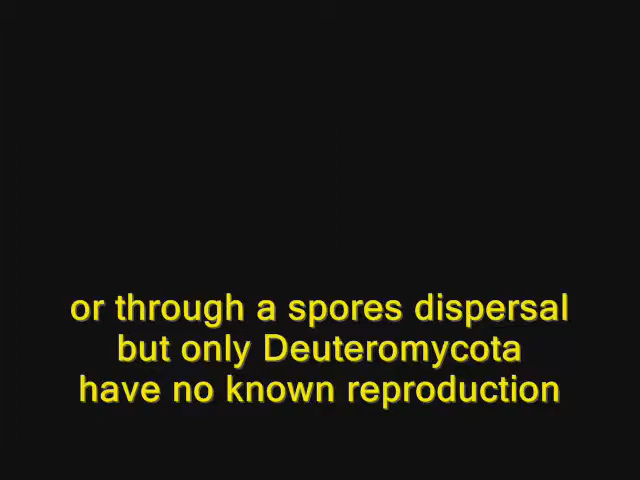 or through a spores dispersal
but only Deuteromycota
have no known reproduction